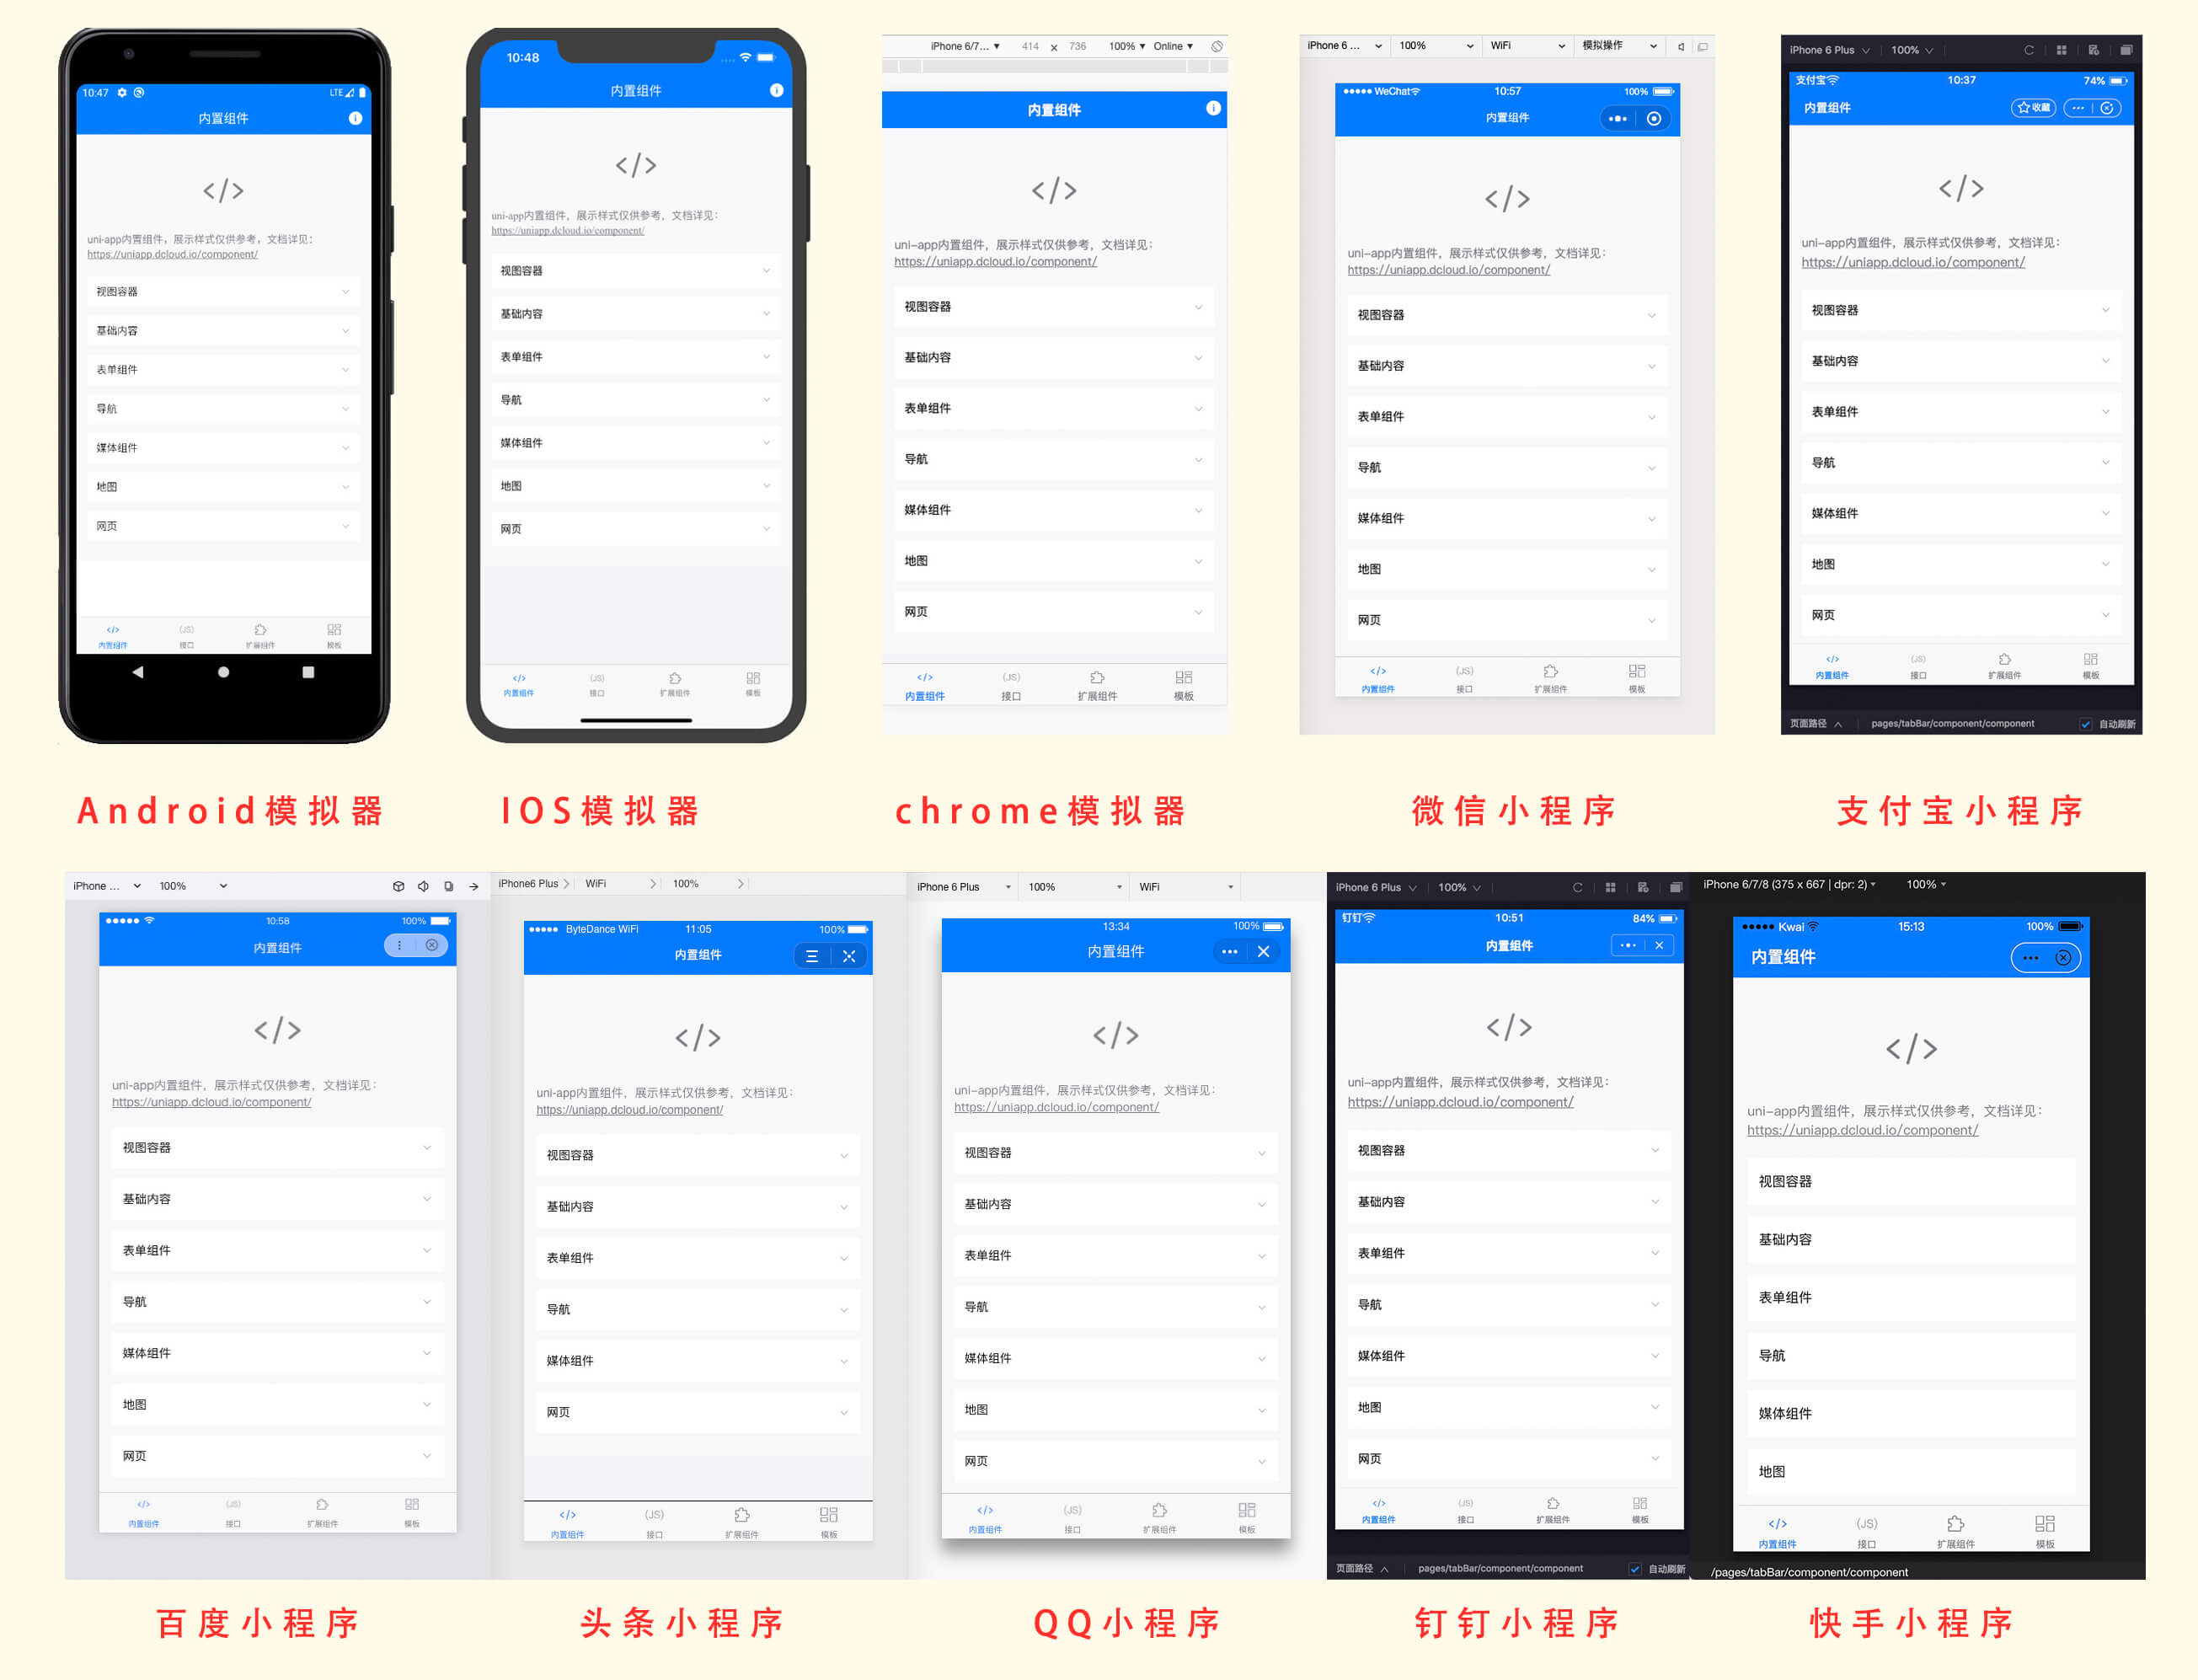 10:47
LTE
内置组件
uni-app内置组件，展示样式仅供参考，文档详见：
https://uniapp.dcloud.io/component/
视图容器
基础内容
表单组件
导航
媒体组件
地图
网页
</>
内置组件
(JS)
接口
扩展组件
模板
Android模拟器
10:48
内置组件
uni-app内置组件，展示样式仅供参考，文档详见：
https://uniapp.dcloud.io/component/
视图容器
基础内容
表单组件
导航
媒体组件
地图
网页
</>
内置组件
(JS)
接口
扩展组件
模板
IOS模拟器
iPhone 6/7... 414 × 736 100% Online
内置组件
uni-app内置组件，展示样式仅供参考，文档详见：
https://uniapp.dcloud.io/component/
视图容器
基础内容
表单组件
导航
媒体组件
地图
网页
</>
内置组件
(JS)
接口
扩展组件
模板
chrome模拟器
iPhone 6 ... 100% WiFi 模拟操作
WeChat 10:57 100%
内置组件
uni-app内置组件，展示样式仅供参考，文档详见：
https://uniapp.dcloud.io/component/
视图容器
基础内容
表单组件
导航
媒体组件
地图
网页
</>
内置组件
(JS)
接口
扩展组件
模板
微信小程序
iPhone 6 Plus 100%
支付宝 10:37 74%
内置组件 收藏
uni-app内置组件，展示样式仅供参考，文档详见：
https://uniapp.dcloud.io/component/
视图容器
基础内容
表单组件
导航
媒体组件
地图
网页
</>
内置组件
(JS)
接口
扩展组件
模板
页面路径 pages/tabBar/component/component 自动刷新
支付宝小程序
iPhone ... 100%
10:58 100%
内置组件
uni-app内置组件，展示样式仅供参考，文档详见：
https://uniapp.dcloud.io/component/
视图容器
基础内容
表单组件
导航
媒体组件
地图
网页
</>
内置组件
(JS)
接口
扩展组件
模板
百度小程序
iPhone6 Plus WiFi 100%
ByteDance WiFi 11:05 100%
内置组件
uni-app内置组件，展示样式仅供参考，文档详见：
https://uniapp.dcloud.io/component/
视图容器
基础内容
表单组件
导航
媒体组件
网页
</>
内置组件
(JS)
接口
扩展组件
模板
头条小程序
iPhone 6 Plus 100% WiFi
13:34 100%
内置组件
uni-app内置组件，展示样式仅供参考，文档详见：
https://uniapp.dcloud.io/component/
视图容器
基础内容
表单组件
导航
媒体组件
地图
网页
</>
内置组件
(JS)
接口
扩展组件
模板
QQ小程序
iPhone 6 Plus 100%
钉钉 10:51 84%
内置组件
uni-app内置组件，展示样式仅供参考，文档详见：
https://uniapp.dcloud.io/component/
视图容器
基础内容
表单组件
导航
媒体组件
地图
网页
</>
内置组件
(JS)
接口
扩展组件
模板
页面路径 pages/tabBar/component/component 自动刷新
钉钉小程序
iPhone 6/7/8 (375 x 667 | dpr: 2) 100%
Kwai 15:13 100%
内置组件
uni-app内置组件，展示样式仅供参考，文档详见：
https://uniapp.dcloud.io/component/
视图容器
基础内容
表单组件
导航
媒体组件
地图
</>
内置组件
(JS)
接口
扩展组件
模板
/pages/tabBar/component/component
快手小程序